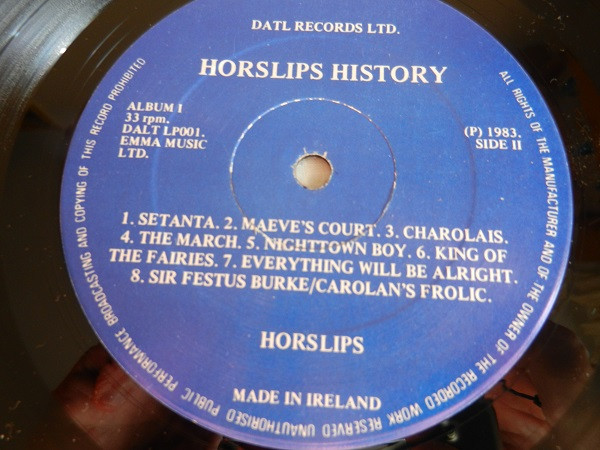 DATL RECORDS LTD.
HORSLIPS HISTORY
ALBUM I
33 rpm.
DALT LP001.
EMMA MUSIC
LTD.
(P) 1983.
SIDE II
1. SETANTA. 2. MAEVE'S COURT. 3. CHAROLAIS.
4. THE MARCH. 5. NIGHTTOWN BOY. 6. KING OF
THE FAIRIES. 7. EVERYTHING WILL BE ALRIGHT.
8. SIR FESTUS BURKE/CAROLAN'S FROLIC.
HORSLIPS
MADE IN IRELAND
ALL RIGHTS OF THE MANUFACTURER AND OF THE OWNER OF THE RECORDED WORK RESERVED UNAUTHORISED PUBLIC PERFORMANCE BROADCASTING AND COPYING OF THIS RECORD PROHIBITED